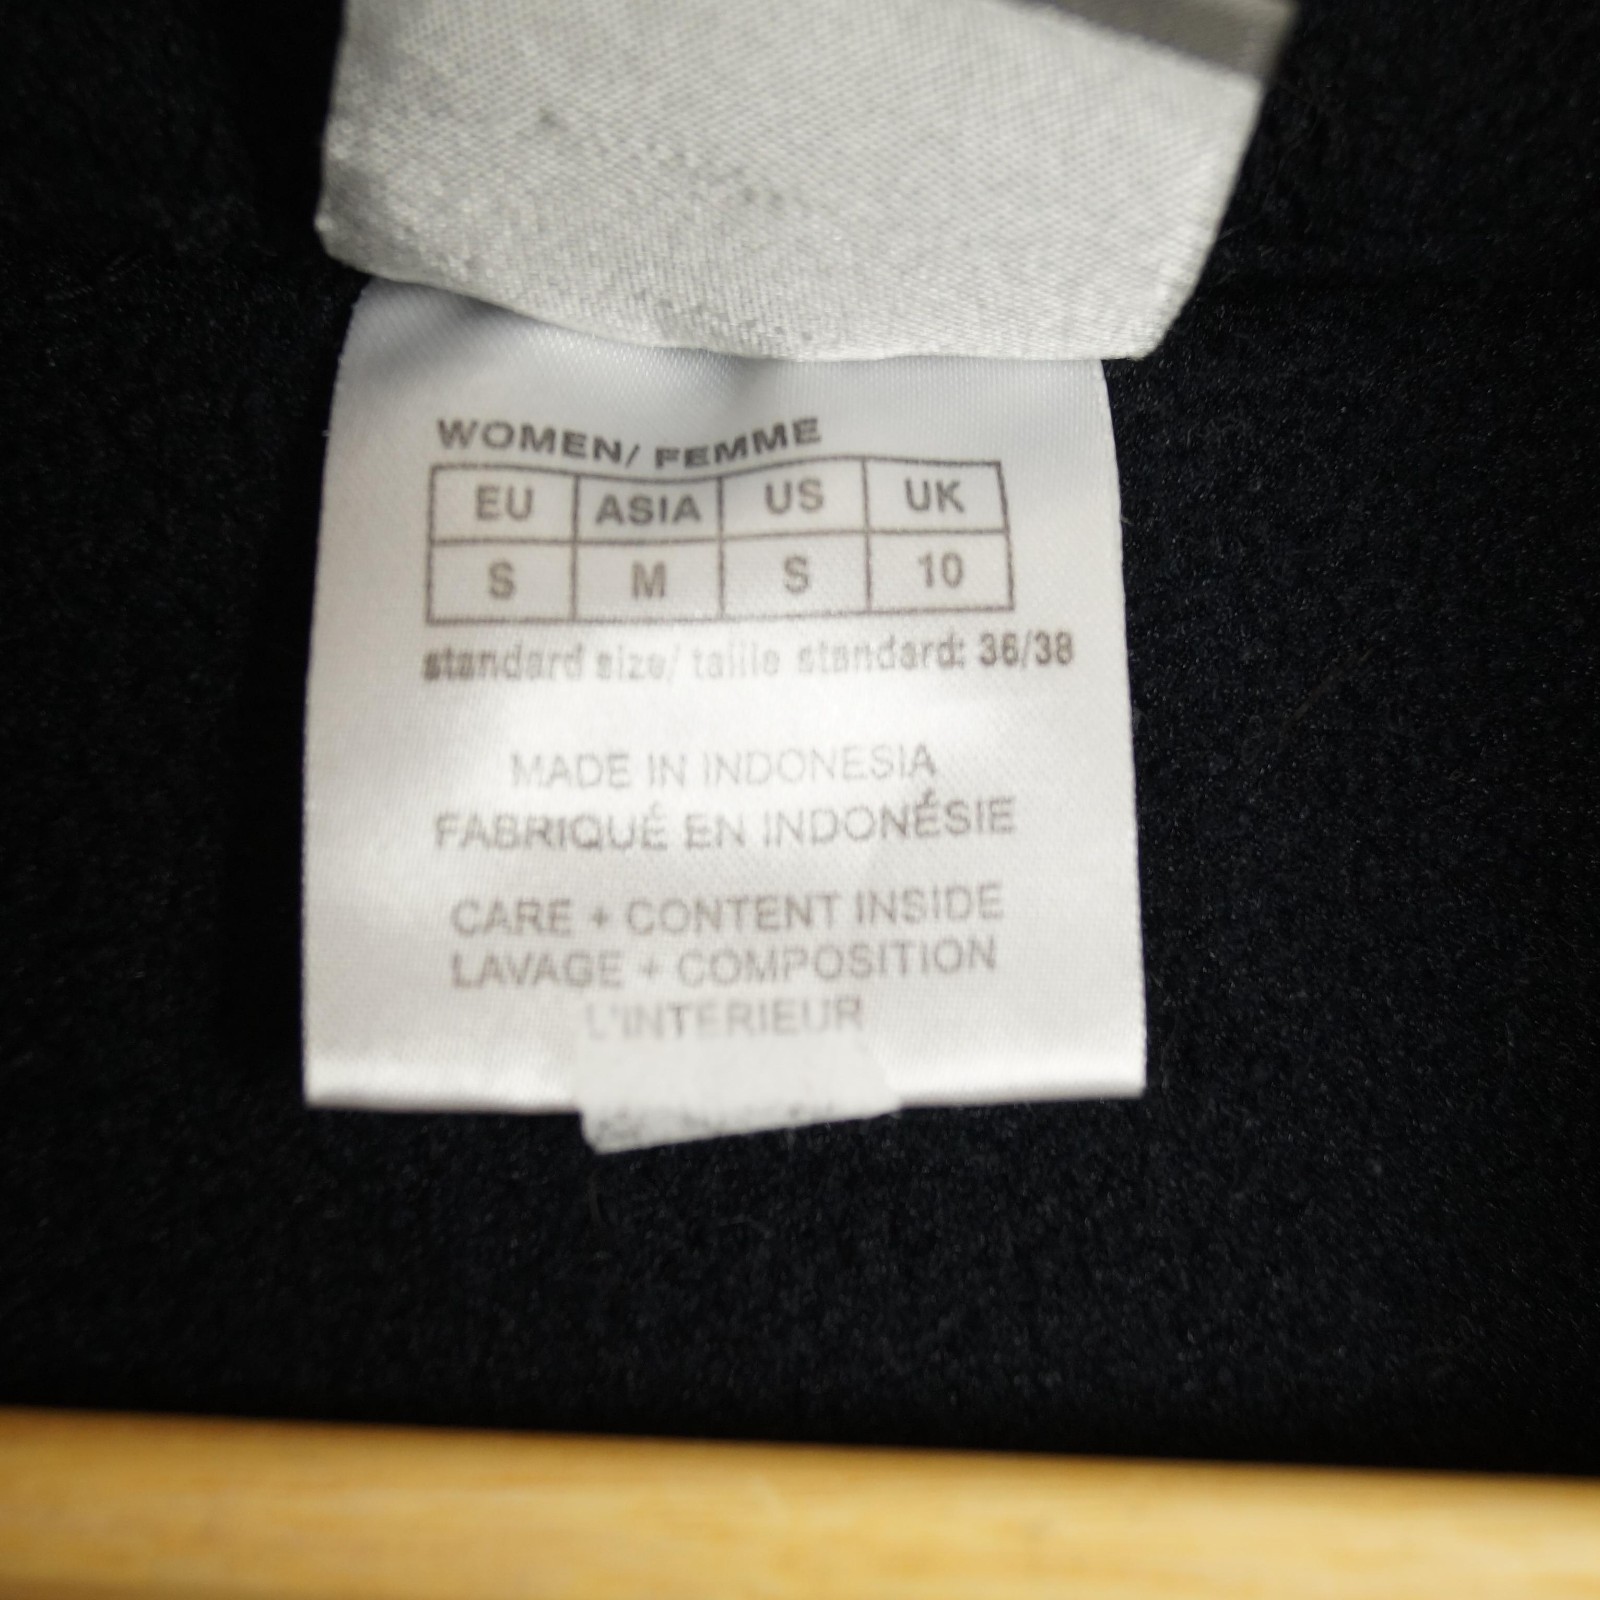 WOMEN/ FEMME
EU ASIA US UK
S M S 10
standard size/ taille standard: 36/38
MADE IN INDONESIA
FABRIQUÉ EN INDONÉSIE
CARE + CONTENT INSIDE
LAVAGE + COMPOSITION
L'INTERIEUR